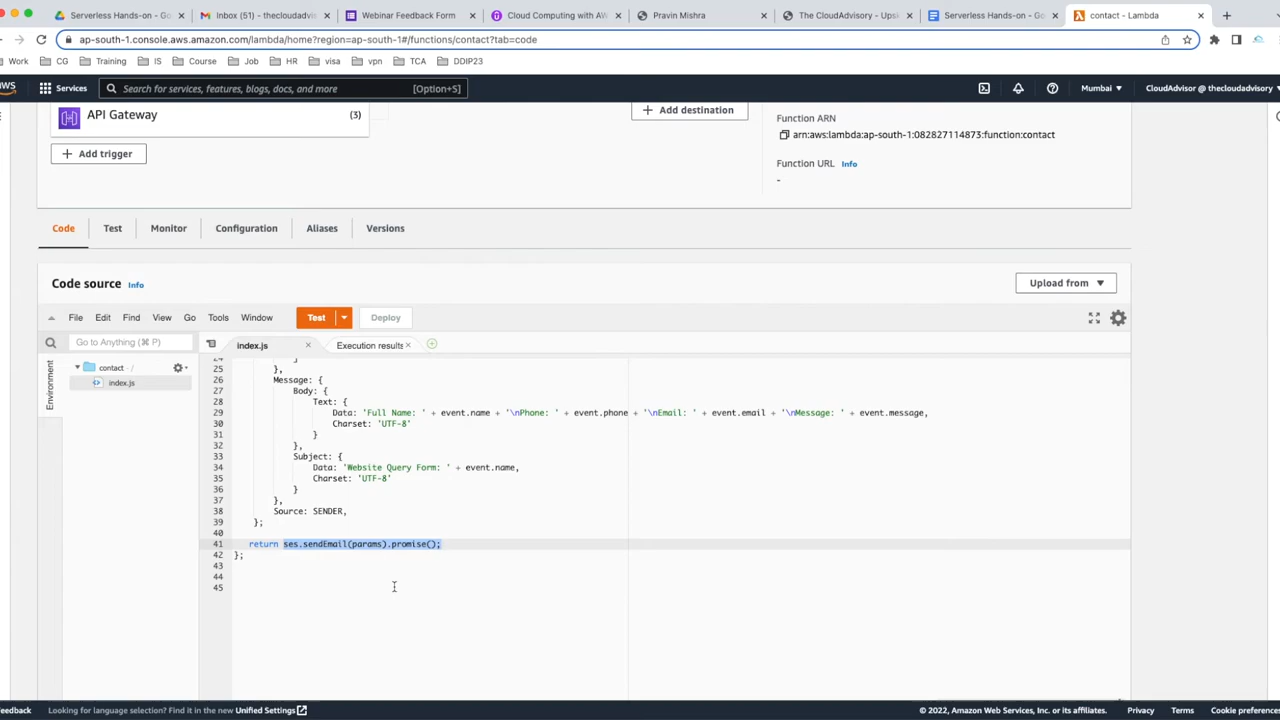 Serverless Hands-on - Go
Inbox (51) - thecloudadvisory
Webinar Feedback Form
Cloud Computing with AW
Pravin Mishra
The CloudAdvisory - Upsk
Serverless Hands-on - Go
contact - Lambda
ap-south-1.console.aws.amazon.com/lambda/home?region=ap-south-1#/functions/contact?tab=code
Work CG Training IS Course Job HR visa vpn TCA DDIP23
aws Services Search for services, features, blogs, docs, and more [Option+S] Mumbai CloudAdvisor @ thecloudadvisory
API Gateway (3)
+ Add destination
+ Add trigger
Function ARN
arn:aws:lambda:ap-south-1:082827114873:function:contact
Function URL Info
-
Code Test Monitor Configuration Aliases Versions
Code source Info
Upload from
File Edit Find View Go Tools Window Test Deploy
Go to Anything (⌘ P)
index.js Execution results
Environment
contact - /
index.js
24 }
25 },
26 Message: {
27 Body: {
28 Text: {
29 Data: 'Full Name: ' + event.name + '\nPhone: ' + event.phone + '\nEmail: ' + event.email + '\nMessage: ' + event.message,
30 Charset: 'UTF-8'
31 }
32 },
33 Subject: {
34 Data: 'Website Query Form: ' + event.name,
35 Charset: 'UTF-8'
36 }
37 },
38 Source: SENDER,
39 };
40
41 return ses.sendEmail(params).promise();
42 };
43
44
45
Feedback Looking for language selection? Find it in the new Unified Settings © 2022, Amazon Web Services, Inc. or its affiliates. Privacy Terms Cookie preferences